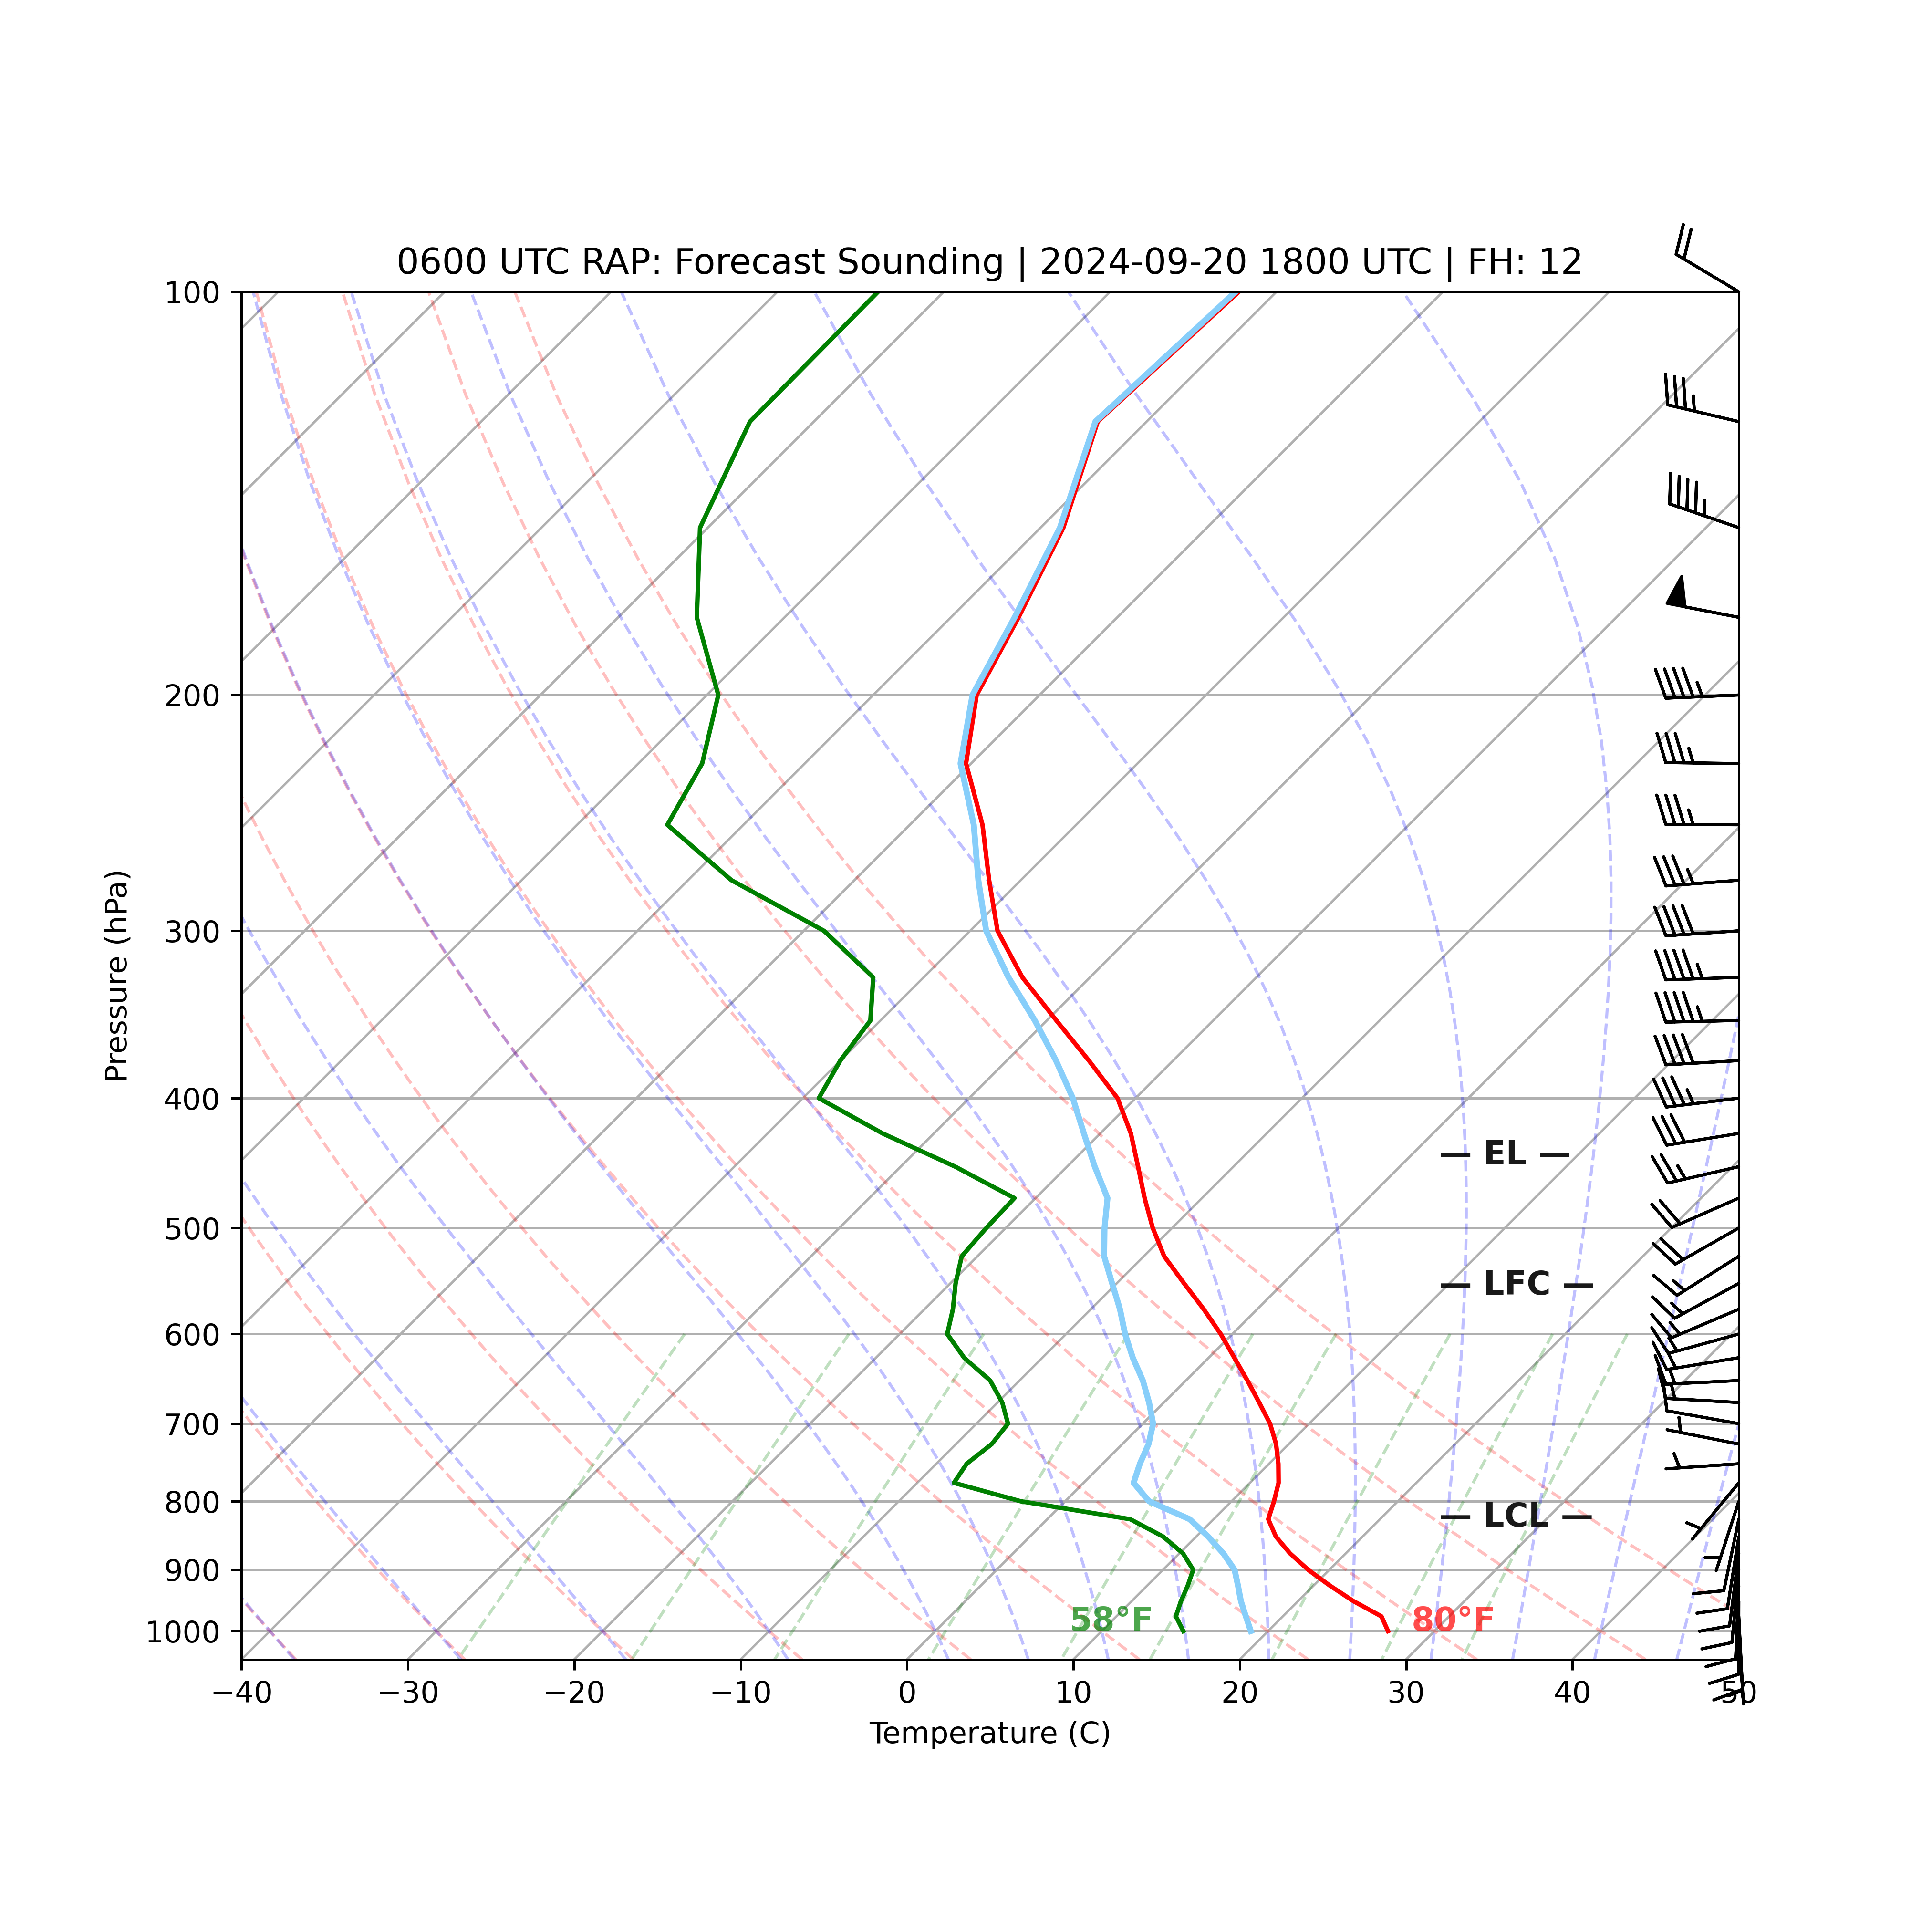 0600 UTC RAP: Forecast Sounding | 2024-09-20 1800 UTC | FH: 12
100
200
300
400
500
600
700
800
900
1000
Pressure (hPa)
— EL —
— LFC —
— LCL —
58°F
80°F
−40 −30 −20 −10 0 10 20 30 40 50
Temperature (C)